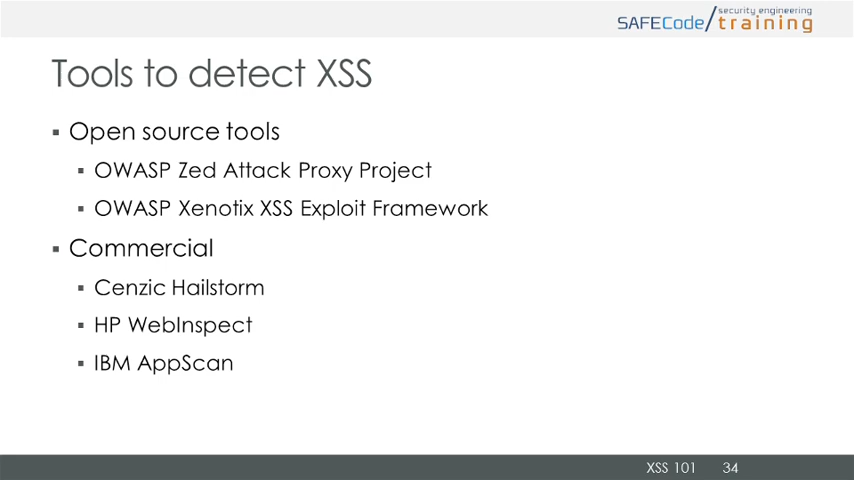 security engineering
SAFECode/training
Tools to detect XSS
▪ Open source tools
▪ OWASP Zed Attack Proxy Project
▪ OWASP Xenotix XSS Exploit Framework
▪ Commercial
▪ Cenzic Hailstorm
▪ HP WebInspect
▪ IBM AppScan
XSS 101 34